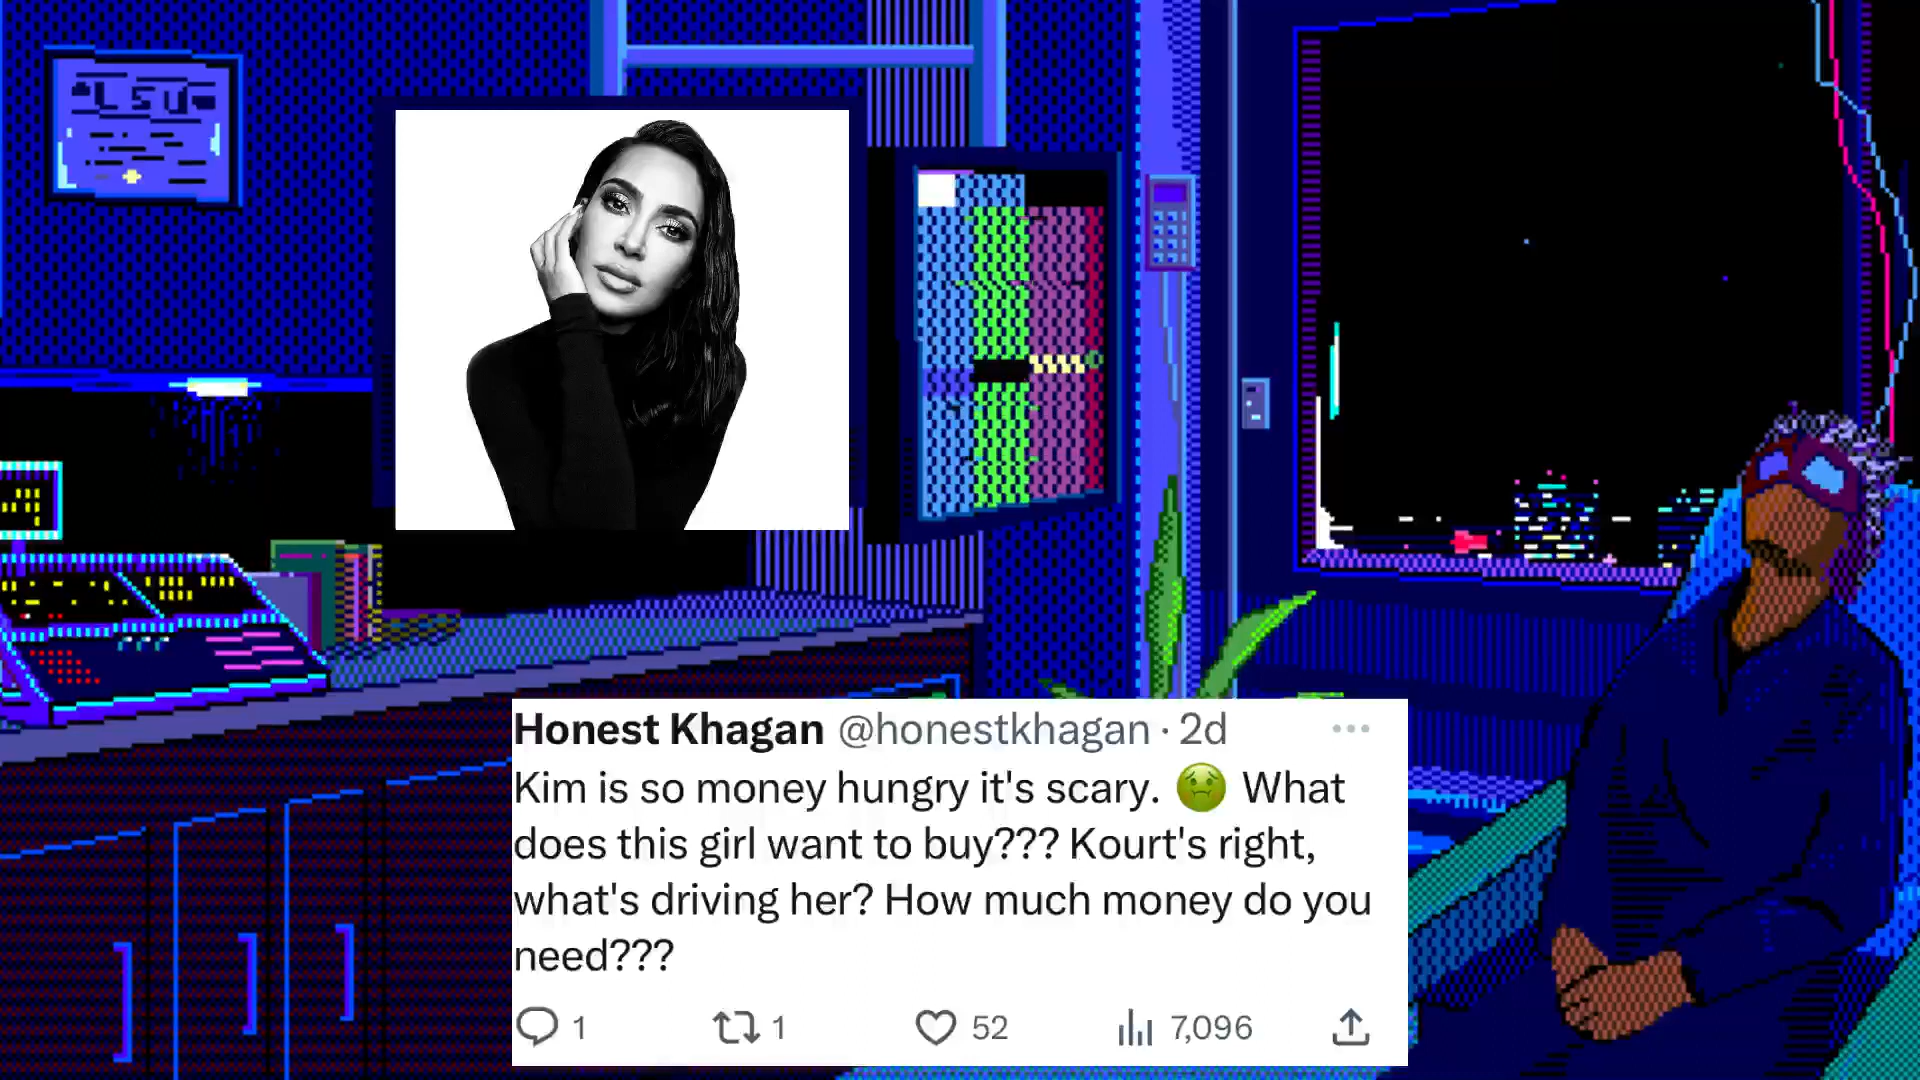 LSU
Honest Khagan @honestkhagan · 2d
Kim is so money hungry it's scary. 🤢 What
does this girl want to buy??? Kourt's right,
what's driving her? How much money do you
need???
1 1 52 7,096